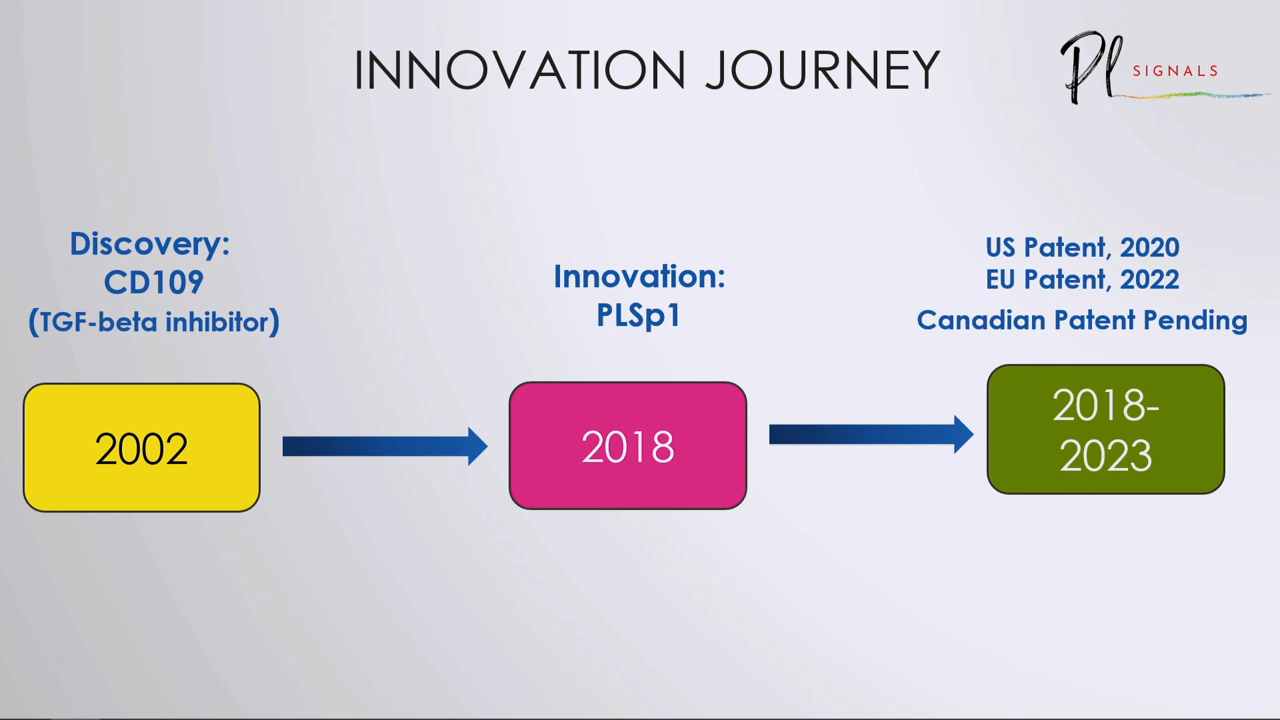 INNOVATION JOURNEY
Pl SIGNALS
Discovery:
CD109
(TGF-beta inhibitor)
Innovation:
PLSp1
US Patent, 2020
EU Patent, 2022
Canadian Patent Pending
2002
2018
2018-
2023